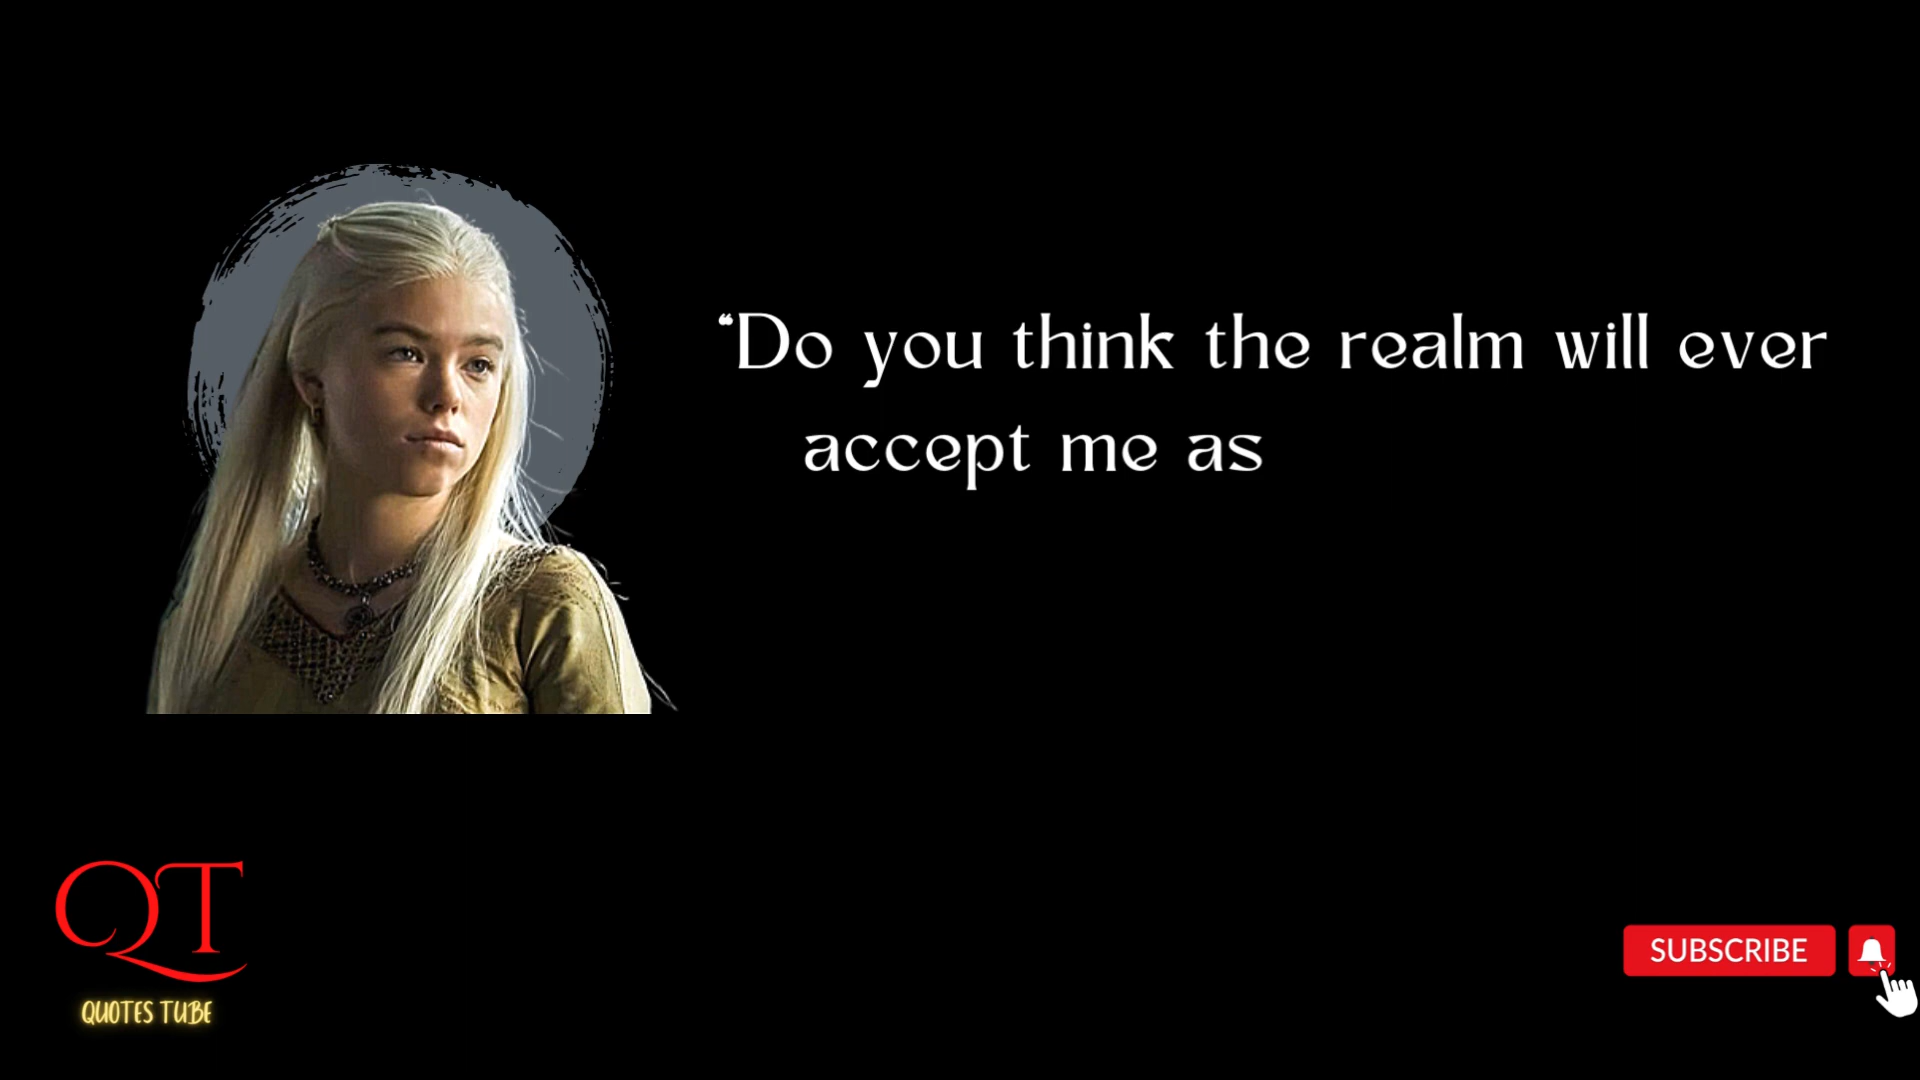 ❝Do you think the realm will ever
accept me as
QT
QUOTES TUBE
SUBSCRIBE